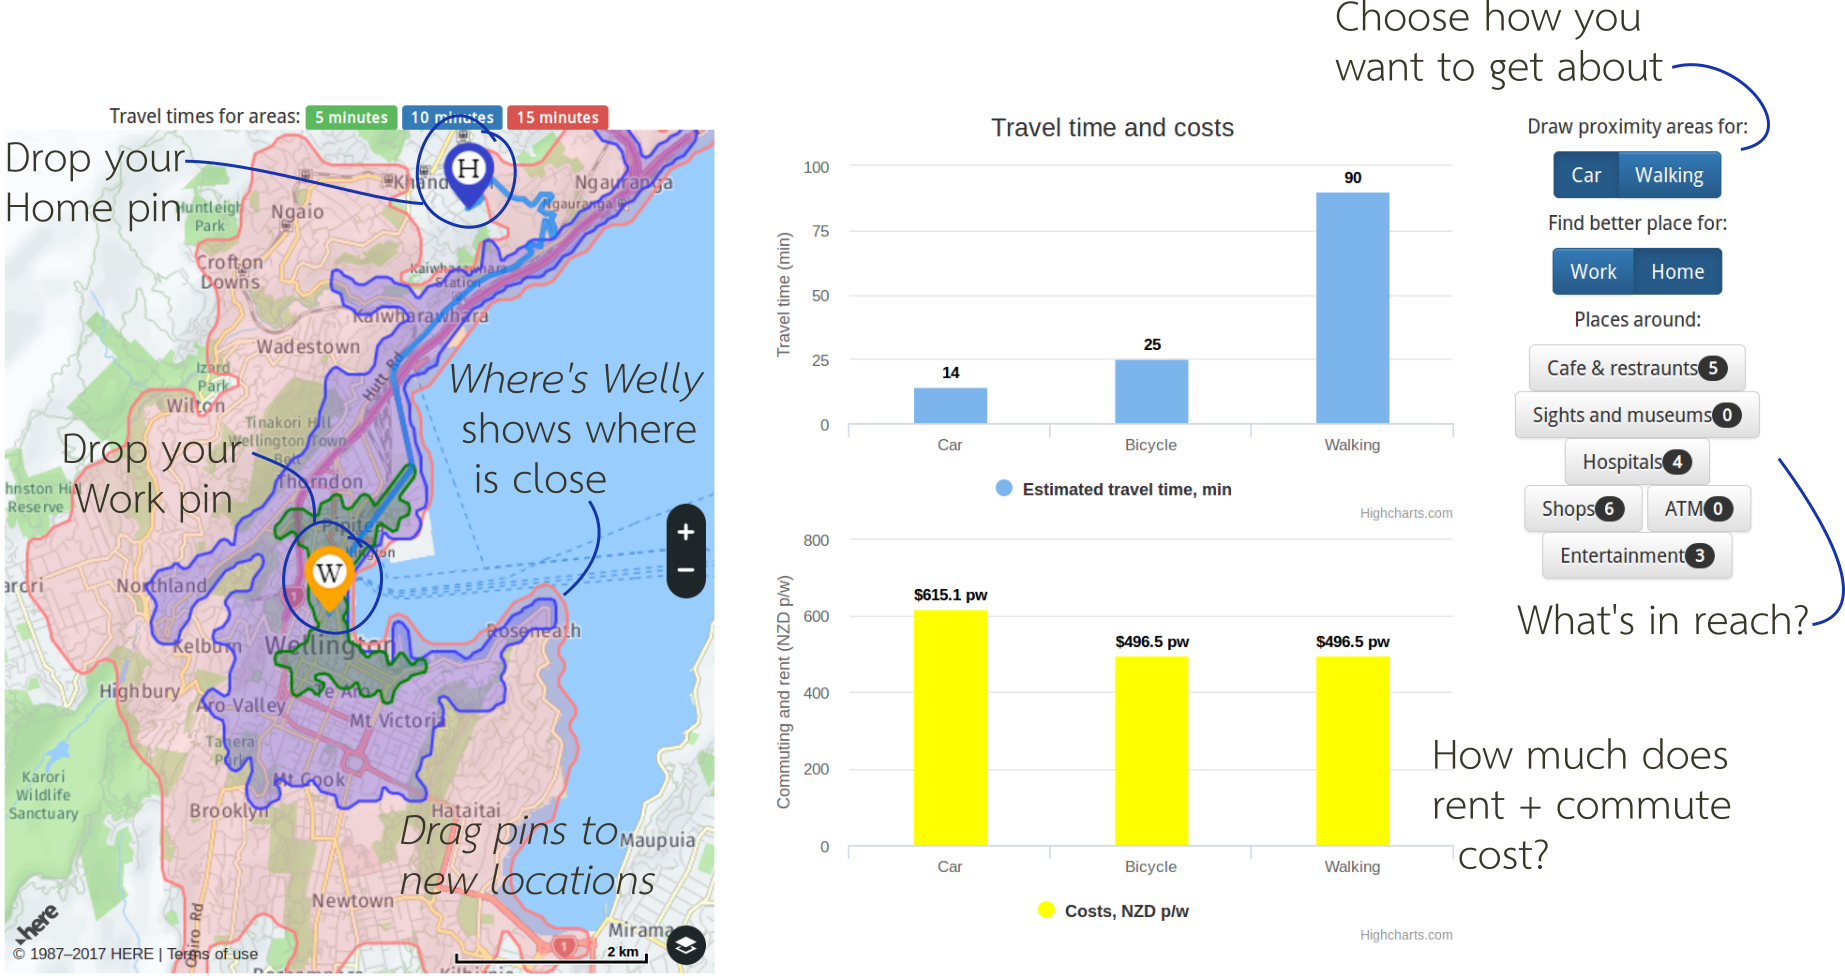 Choose how you
want to get about
Travel times for areas: 5 minutes 10 minutes 15 minutes
Drop your
Home pin
H
Ngauranga
Ngauranga
Huntleigh
Park
Ngaio
Crofton
Downs
Kaiwharawhara
Station
Kaiwharawhara
Wadestown
Hutt Rd
Izard
Park
Wilton
Where's Welly
shows where
is close
Tinakori Hill
Wellington Town
Belt
Drop your
Work pin
Thorndon
W
1
+
−
Northland
Wellington
Roseneath
Kelburn
Highbury
Te Aro
Aro Valley
Mt Victoria
Tanera
Park
Mt Cook
Karori
Wildlife
Sanctuary
Brooklyn
Hataitai
Drag pins to
new locations
Maupuia
Newtown
here
1
2 km
© 1987–2017 HERE | Terms of use
Travel time and costs
Travel time (min)
100
75
50
25
0
14
25
90
Car
Bicycle
Walking
Estimated travel time, min
Highcharts.com
Commuting and rent (NZD p/w)
800
600
400
200
0
$615.1 pw
$496.5 pw
$496.5 pw
Car
Bicycle
Walking
Costs, NZD p/w
Highcharts.com
Draw proximity areas for:
Car Walking
Find better place for:
Work Home
Places around:
Cafe & restraunts 5
Sights and museums 0
Hospitals 4
Shops 6 ATM 0
Entertainment 3
What's in reach?
How much does
rent + commute
cost?